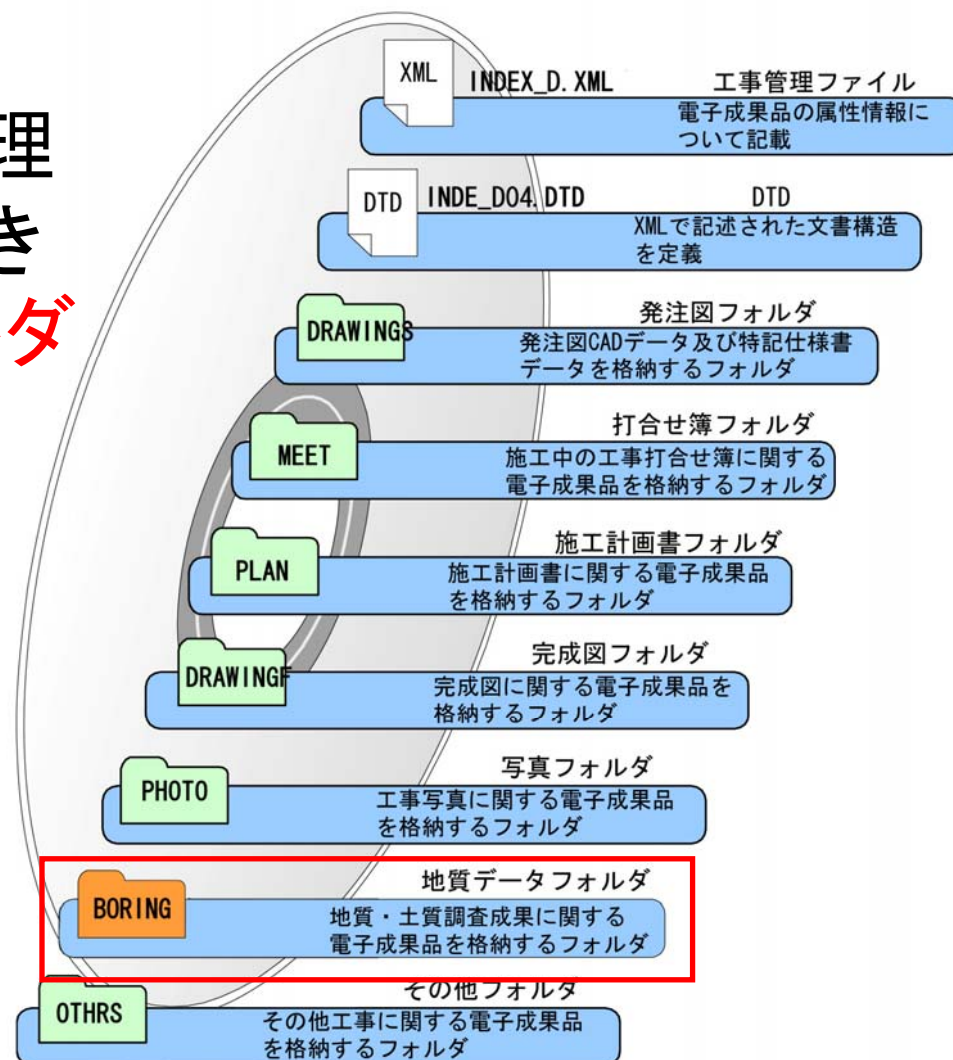 理
き
ダ
XML
INDEX_D.XML 工事管理ファイル
電子成果品の属性情報に
ついて記載
DTD
INDE_D04.DTD DTD
XMLで記述された文書構造
を定義
DRAWINGS
発注図フォルダ
発注図CADデータ及び特記仕様書
データを格納するフォルダ
MEET
打合せ簿フォルダ
施工中の工事打合せ簿に関する
電子成果品を格納するフォルダ
PLAN
施工計画書フォルダ
施工計画書に関する電子成果品
を格納するフォルダ
DRAWINGF
完成図フォルダ
完成図に関する電子成果品を
格納するフォルダ
PHOTO
写真フォルダ
工事写真に関する電子成果品
を格納するフォルダ
BORING
地質データフォルダ
地質・土質調査成果に関する
電子成果品を格納するフォルダ
OTHRS
その他フォルダ
その他工事に関する電子成果品
を格納するフォルダ